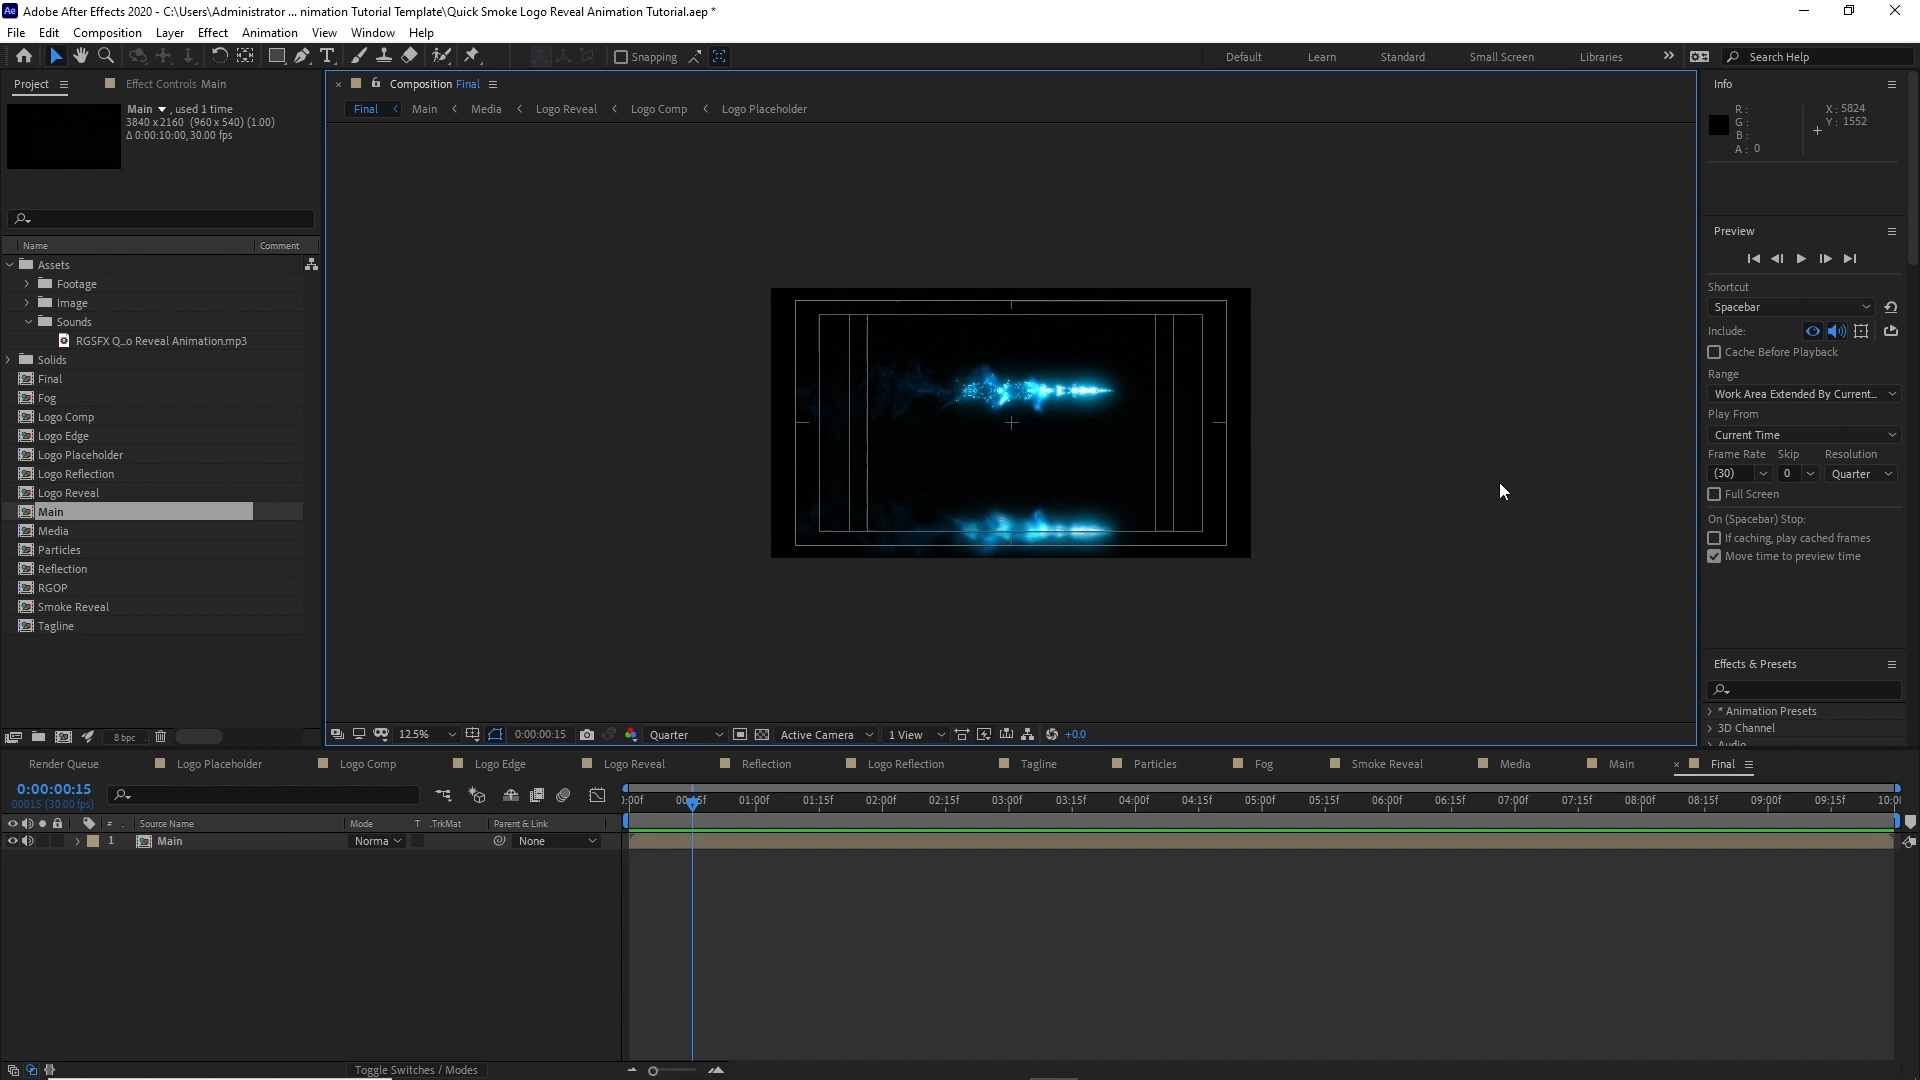 Adobe After Effects 2020 - C:\Users\Administrator ... nimation Tutorial Template\Quick Smoke Logo Reveal Animation Tutorial.aep *
File Edit Composition Layer Effect Animation View Window Help
Snapping Default Learn Standard Small Screen Libraries Search Help
Project Effect Controls Main
Main , used 1 time
3840 x 2160 (960 x 540) (1.00)
Δ 0:00:10:00, 30.00 fps
Name Comment
Assets
Footage
Image
Sounds
RGSFX Q...o Reveal Animation.mp3
Solids
Final
Fog
Logo Comp
Logo Edge
Logo Placeholder
Logo Reflection
Logo Reveal
Main
Media
Particles
Reflection
RGOP
Smoke Reveal
Tagline
8 bpc
Composition Final
Final Main Media Logo Reveal Logo Comp Logo Placeholder
12.5% 0:00:00:15 Quarter Active Camera 1 View +0.0
Info
R :
G :
B :
A : 0
X : 5824
Y : 1552
Preview
Shortcut
Spacebar
Include:
Cache Before Playback
Range
Work Area Extended By Current...
Play From
Current Time
Frame Rate Skip Resolution
(30) 0 Quarter
Full Screen
On (Spacebar) Stop:
If caching, play cached frames
Move time to preview time
Effects & Presets
* Animation Presets
3D Channel
Audio
Render Queue Logo Placeholder Logo Comp Logo Edge Logo Reveal Reflection Logo Reflection Tagline Particles Fog Smoke Reveal Media Main Final
0:00:00:15
00015 (30.00 fps)
):00f 00:15f 01:00f 01:15f 02:00f 02:15f 03:00f 03:15f 04:00f 04:15f 05:00f 05:15f 06:00f 06:15f 07:00f 07:15f 08:00f 08:15f 09:00f 09:15f 10:0
# Source Name Mode T .TrkMat Parent & Link
1 Main Norma None
Toggle Switches / Modes